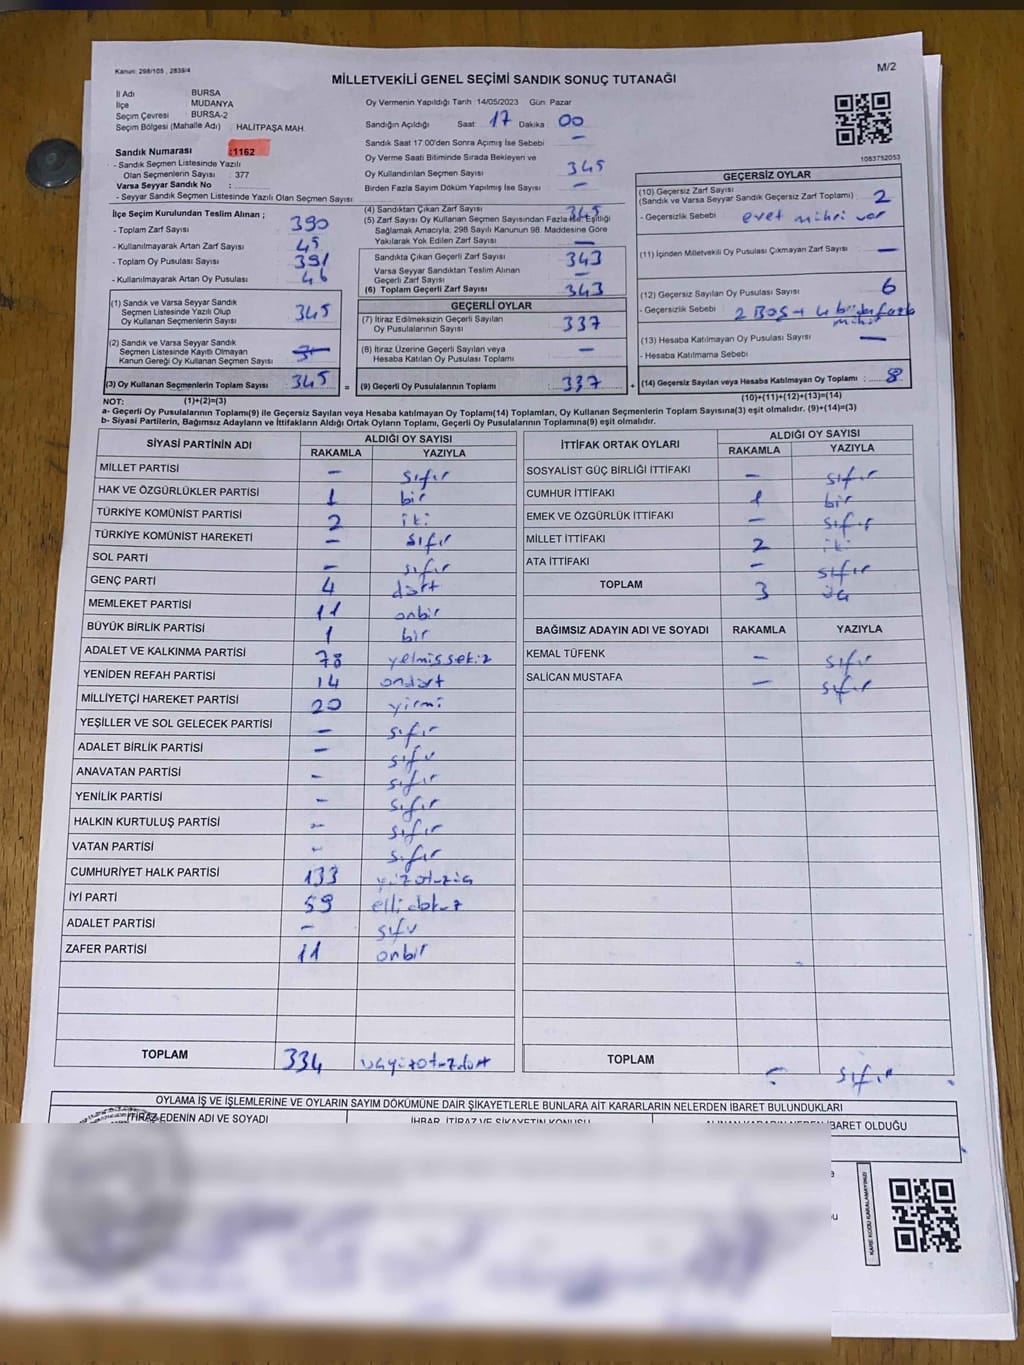 Kanun: 298/105 , 2839/4
MİLLETVEKİLİ GENEL SEÇİMİ SANDIK SONUÇ TUTANAĞI
M/2
İl Adı : BURSA
İlçe : MUDANYA
Seçim Çevresi : BURSA-2
Seçim Bölgesi (Mahalle Adı) : HALİTPAŞA MAH.
Sandık Numarası :1162
- Sandık Seçmen Listesinde Yazılı
Olan Seçmenlerin Sayısı : 377
Varsa Seyyar Sandık No :
- Seyyar Sandık Seçmen Listesinde Yazılı Olan Seçmen Sayısı :
Oy Vermenin Yapıldığı Tarih :14/05/2023 Gün: Pazar
Sandığın Açıldığı Saat: 17 Dakika : 00
Sandık Saat 17:00'den Sonra Açılmış İse Sebebi : -
Oy Verme Saati Bitiminde Sırada Bekleyen ve
Oy Kullandırılan Seçmen Sayısı : 345
Birden Fazla Sayım Döküm Yapılmış İse Sayısı : -
1083752053
İlçe Seçim Kurulundan Teslim Alınan ;
- Toplam Zarf Sayısı : 390
- Kullanılmayarak Artan Zarf Sayısı : 45
- Toplam Oy Pusulası : 391
- Kullanılmayarak Artan Oy Pusulası : 46
(1) Sandık ve Varsa Seyyar Sandık
Seçmen Listesinde Yazılı Olup
Oy Kullanan Seçmenlerin Sayısı : 345
(2) Sandık ve Varsa Seyyar Sandık
Seçmen Listesinde Kayıtlı Olmayan
Kanun Gereği Oy Kullanan Seçmen Sayısı :
(3) Oy Kullanan Seçmenlerin Toplam Sayısı : 345 =
(4) Sandıktan Çıkan Zarf Sayısı : 345
(5) Zarf Sayısı Oy Kullanan Seçmen Sayısından Fazla İse, Eşitliği
Sağlamak Amacıyla, 298 Sayılı Kanunun 98. Maddesine Göre
Yakılarak Yok Edilen Zarf Sayısı : -
Sandıkta Çıkan Geçerli Zarf Sayısı : 343
Varsa Seyyar Sandıktan Teslim Alınan
Geçerli Zarf Sayısı : -
(6) Toplam Geçerli Zarf Sayısı : 343
GEÇERLİ OYLAR
(7) İtiraz Edilmeksizin Geçerli Sayılan
Oy Pusulalarının Sayısı : 337
(8) İtiraz Üzerine Geçerli Sayılan veya
Hesaba Katılan Oy Pusulası Toplamı : -
(9) Geçerli Oy Pusulalarının Toplamı : 337 +
GEÇERSİZ OYLAR
(10) Geçersiz Zarf Sayısı
(Sandık ve Varsa Seyyar Sandık Geçersiz Zarf Toplamı) : 2
- Geçersizlik Sebebi : evet mührü var
(11) İçinden Milletvekili Oy Pusulası Çıkmayan Zarf Sayısı : -
(12) Geçersiz Sayılan Oy Pusulası Sayısı : 6
- Geçersizlik Sebebi : 2 BOŞ + 4 birden fazla
mühür
(13) Hesaba Katılmayan Oy Pusulası Sayısı : -
- Hesaba Katılmama Sebebi :
(14) Geçersiz Sayılan veya Hesaba Katılmayan Oy Toplamı : 8
(10)+(11)+(12)+(13)=(14)
NOT: (1)+(2)=(3)
a- Geçerli Oy Pusulalarının Toplamı(9) ile Geçersiz Sayılan veya Hesaba katılmayan Oy Toplamı(14) Toplamları, Oy Kullanan Seçmenlerin Toplam Sayısına(3) eşit olmalıdır. (9)+(14)=(3)
b- Siyasi Partilerin, Bağımsız Adayların ve İttifakların Aldığı Ortak Oyların Toplamı, Geçerli Oy Pusulalarının Toplamına(9) eşit olmalıdır.
SİYASİ PARTİNİN ADI ALDIĞI OY SAYISI
RAKAMLA YAZIYLA
MİLLET PARTİSİ - sıfır
HAK VE ÖZGÜRLÜKLER PARTİSİ 1 bir
TÜRKİYE KOMÜNİST PARTİSİ 2 iki
TÜRKİYE KOMÜNİST HAREKETİ - sıfır
SOL PARTİ - sıfır
GENÇ PARTİ 4 dört
MEMLEKET PARTİSİ 11 onbir
BÜYÜK BİRLİK PARTİSİ 1 bir
ADALET VE KALKINMA PARTİSİ 78 yetmişsekiz
YENİDEN REFAH PARTİSİ 14 ondört
MİLLİYETÇİ HAREKET PARTİSİ 20 yirmi
YEŞİLLER VE SOL GELECEK PARTİSİ - sıfır
ADALET BİRLİK PARTİSİ - sıfır
ANAVATAN PARTİSİ - sıfır
YENİLİK PARTİSİ - sıfır
HALKIN KURTULUŞ PARTİSİ - sıfır
VATAN PARTİSİ - sıfır
CUMHURİYET HALK PARTİSİ 133 yüzotuzüç
İYİ PARTİ 59 ellidokuz
ADALET PARTİSİ - sıfır
ZAFER PARTİSİ 11 onbir
TOPLAM 334 üçyüzotuzdört
İTTİFAK ORTAK OYLARI ALDIĞI OY SAYISI
RAKAMLA YAZIYLA
SOSYALİST GÜÇ BİRLİĞİ İTTİFAKI - sıfır
CUMHUR İTTİFAKI 1 bir
EMEK VE ÖZGÜRLÜK İTTİFAKI - sıfır
MİLLET İTTİFAKI 2 iki
ATA İTTİFAKI - sıfır
TOPLAM 3 üç
BAĞIMSIZ ADAYIN ADI VE SOYADI RAKAMLA YAZIYLA
KEMAL TÜFENK - sıfır
SALİCAN MUSTAFA - sıfır
TOPLAM - sıfır
OYLAMA İŞ VE İŞLEMLERİNE VE OYLARIN SAYIM DÖKÜMÜNE DAİR ŞİKAYETLERLE BUNLARA AİT KARARLARIN NELERDEN İBARET BULUNDUKLARI
İTİRAZ EDENİN ADI VE SOYADI İHBAR, İTİRAZ VE ŞİKAYETİN KONUSU ALINAN KARARIN NEDEN İBARET OLDUĞU
KARE KODU KARALAMAYINIZ!